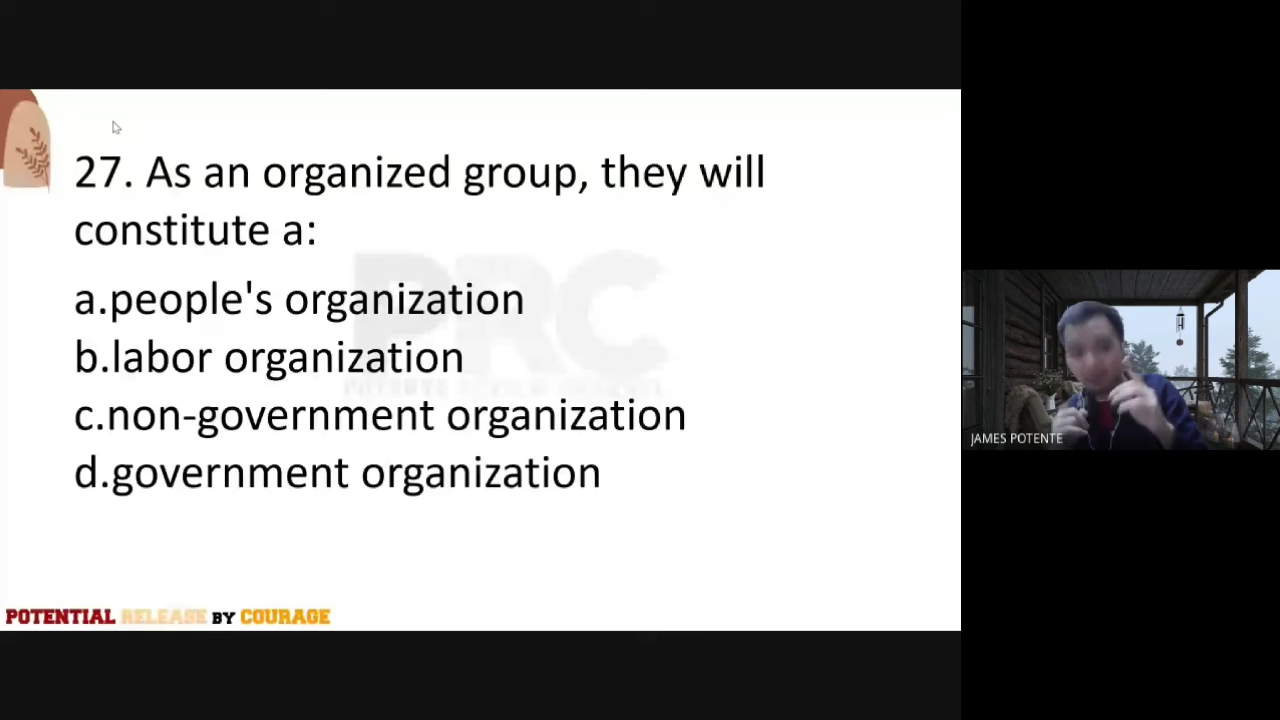 27. As an organized group, they will
constitute a:
a.people's organization
b.labor organization
c.non-government organization
d.government organization
PRC
POTENTIAL RELEASE BY COURAGE
JAMES POTENTE